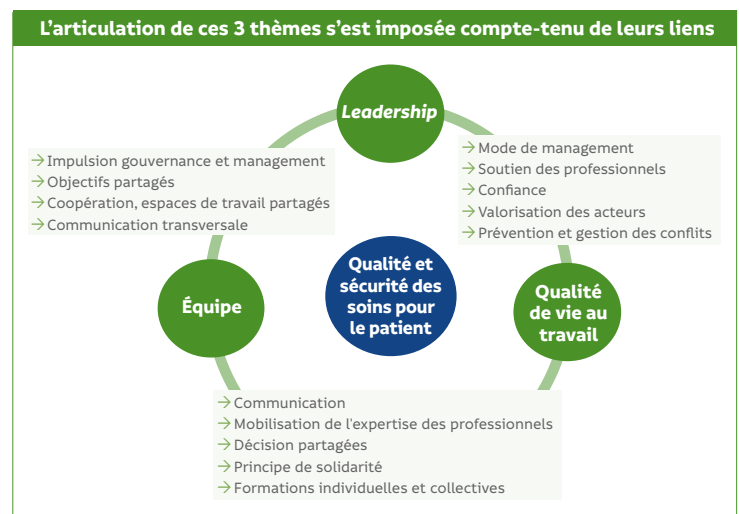 L'articulation de ces 3 thèmes s'est imposée compte-tenu de leurs liens
Leadership
→ Impulsion gouvernance et management
→ Objectifs partagés
→ Coopération, espaces de travail partagés
→ Communication transversale
→ Mode de management
→ Soutien des professionnels
→ Confiance
→ Valorisation des acteurs
→ Prévention et gestion des conflits
Équipe
Qualité et
sécurité des
soins pour
le patient
Qualité
de vie au
travail
→ Communication
→ Mobilisation de l'expertise des professionnels
→ Décision partagées
→ Principe de solidarité
→ Formations individuelles et collectives